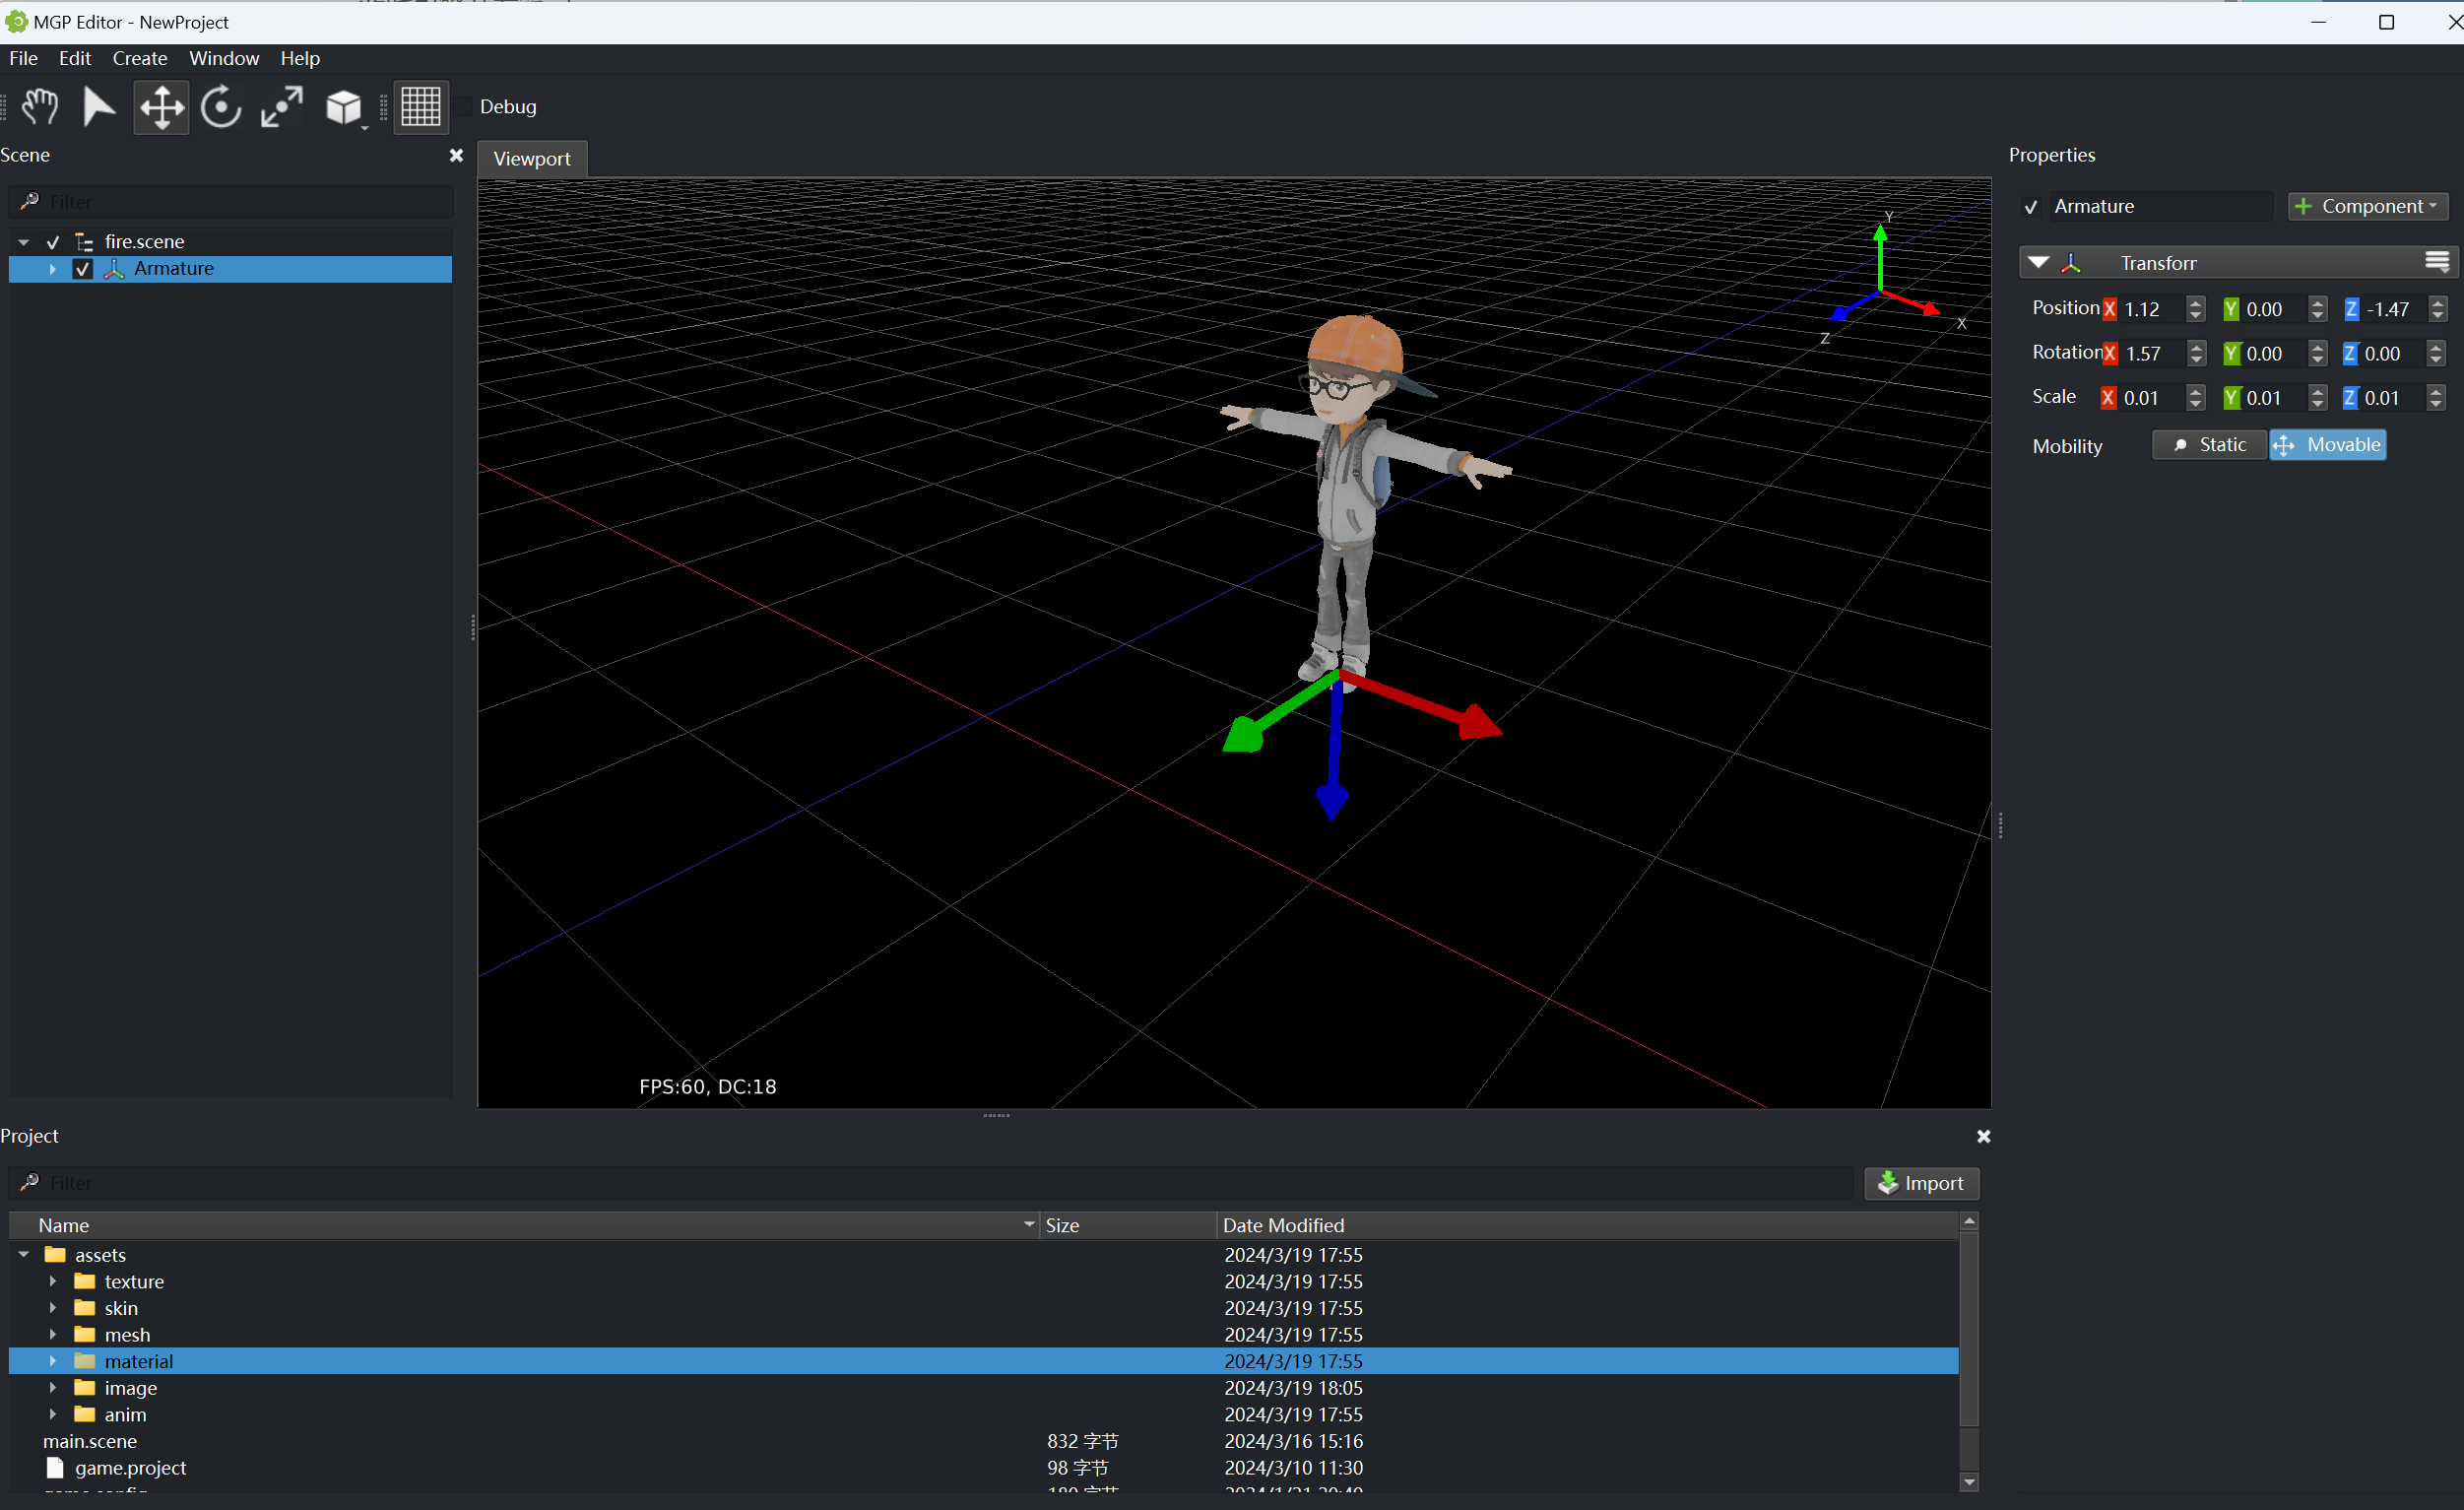 MGP Editor - NewProject
File Edit Create Window Help
Debug
Scene
Filter
fire.scene
Armature
Viewport
Y
X
Z
FPS:60, DC:18
Properties
Armature
Component
Transforr
Position X 1.12 Y 0.00 Z -1.47
Rotation X 1.57 Y 0.00 Z 0.00
Scale X 0.01 Y 0.01 Z 0.01
Mobility Static Movable
Project
Filter
Import
Name Size Date Modified
assets 2024/3/19 17:55
texture 2024/3/19 17:55
skin 2024/3/19 17:55
mesh 2024/3/19 17:55
material 2024/3/19 17:55
image 2024/3/19 18:05
anim 2024/3/19 17:55
main.scene 832 字节 2024/3/16 15:16
game.project 98 字节 2024/3/10 11:30